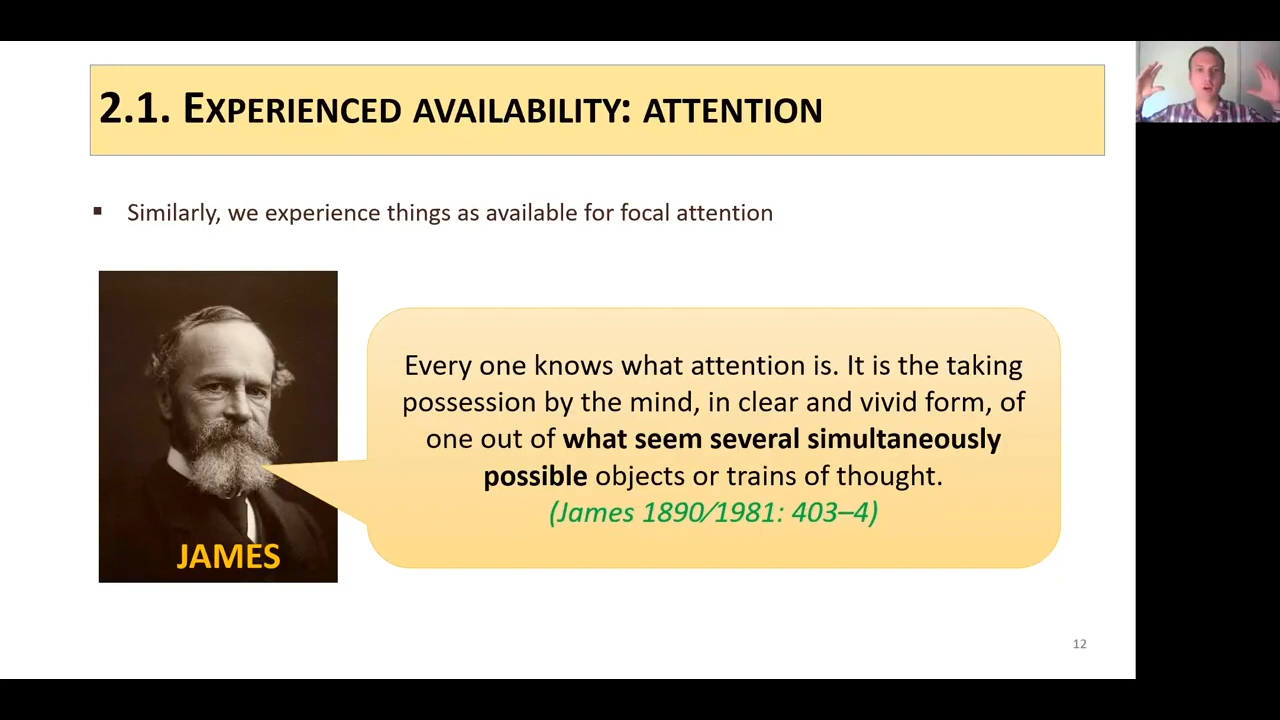 2.1. EXPERIENCED AVAILABILITY: ATTENTION
▪ Similarly, we experience things as available for focal attention
Every one knows what attention is. It is the taking
possession by the mind, in clear and vivid form, of
one out of what seem several simultaneously
possible objects or trains of thought.
(James 1890/1981: 403–4)
JAMES
12